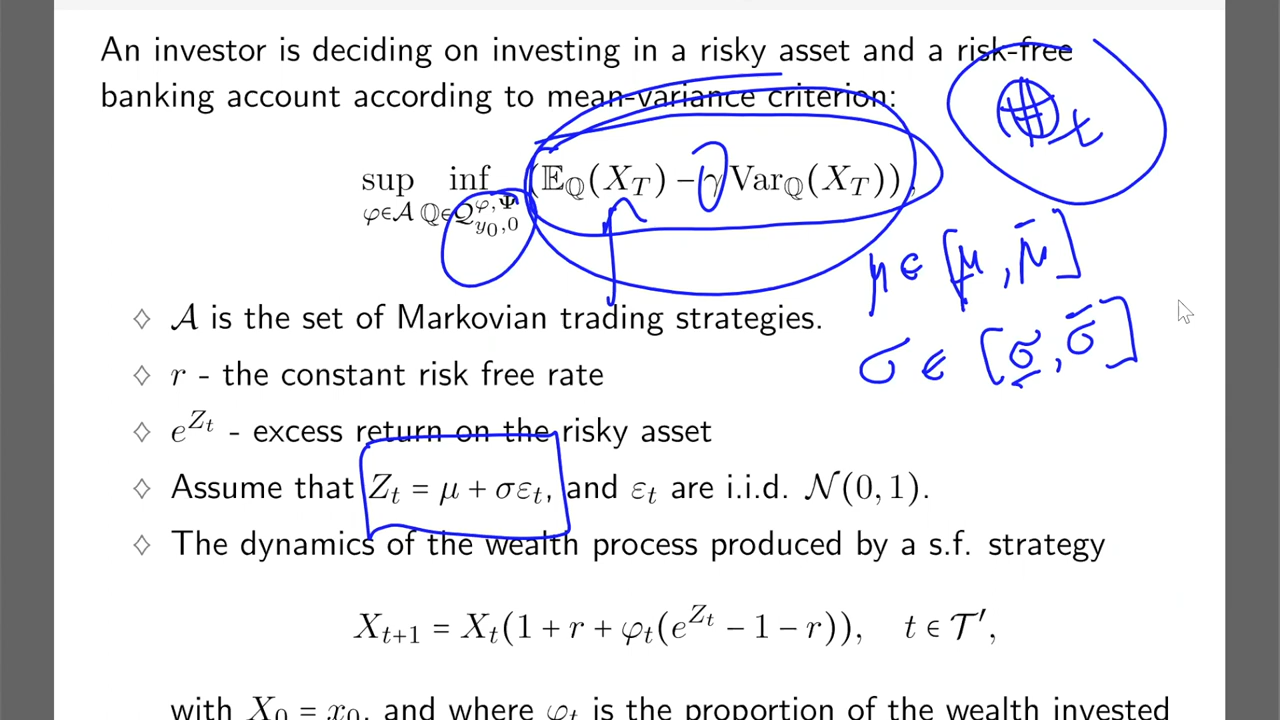 An investor is deciding on investing in a risky asset and a risk-free
banking account according to mean-variance criterion:
sup inf (𝔼_ℚ(X_T) − γVar_ℚ(X_T)),
φ∈𝒜 ℚ∈𝒬^{φ,Ψ}_{y_0,0}
t
μ ∈ [μ̲, μ̄]
σ ∈ [σ̲, σ̄]
◇ 𝒜 is the set of Markovian trading strategies.
◇ r - the constant risk free rate
◇ e^{Z_t} - excess return on the risky asset
◇ Assume that Z_t = μ + σε_t, and ε_t are i.i.d. 𝒩(0, 1).
◇ The dynamics of the wealth process produced by a s.f. strategy
X_{t+1} = X_t(1 + r + φ_t(e^{Z_t} − 1 − r)), t ∈ 𝒯′,
with X_0 = x_0, and where φ_t is the proportion of the wealth invested